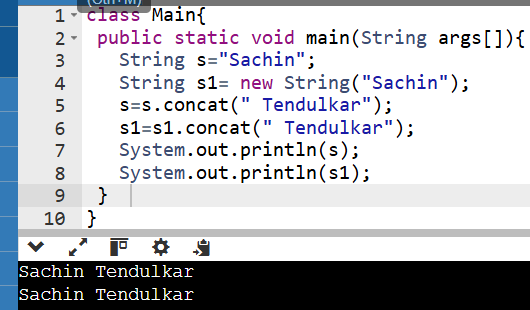 (Ctrl+M)
1 class Main{
2 public static void main(String args[]){
3 String s="Sachin";
4 String s1= new String("Sachin");
5 s=s.concat(" Tendulkar");
6 s1=s1.concat(" Tendulkar");
7 System.out.println(s);
8 System.out.println(s1);
9 }
10 }
Sachin Tendulkar
Sachin Tendulkar